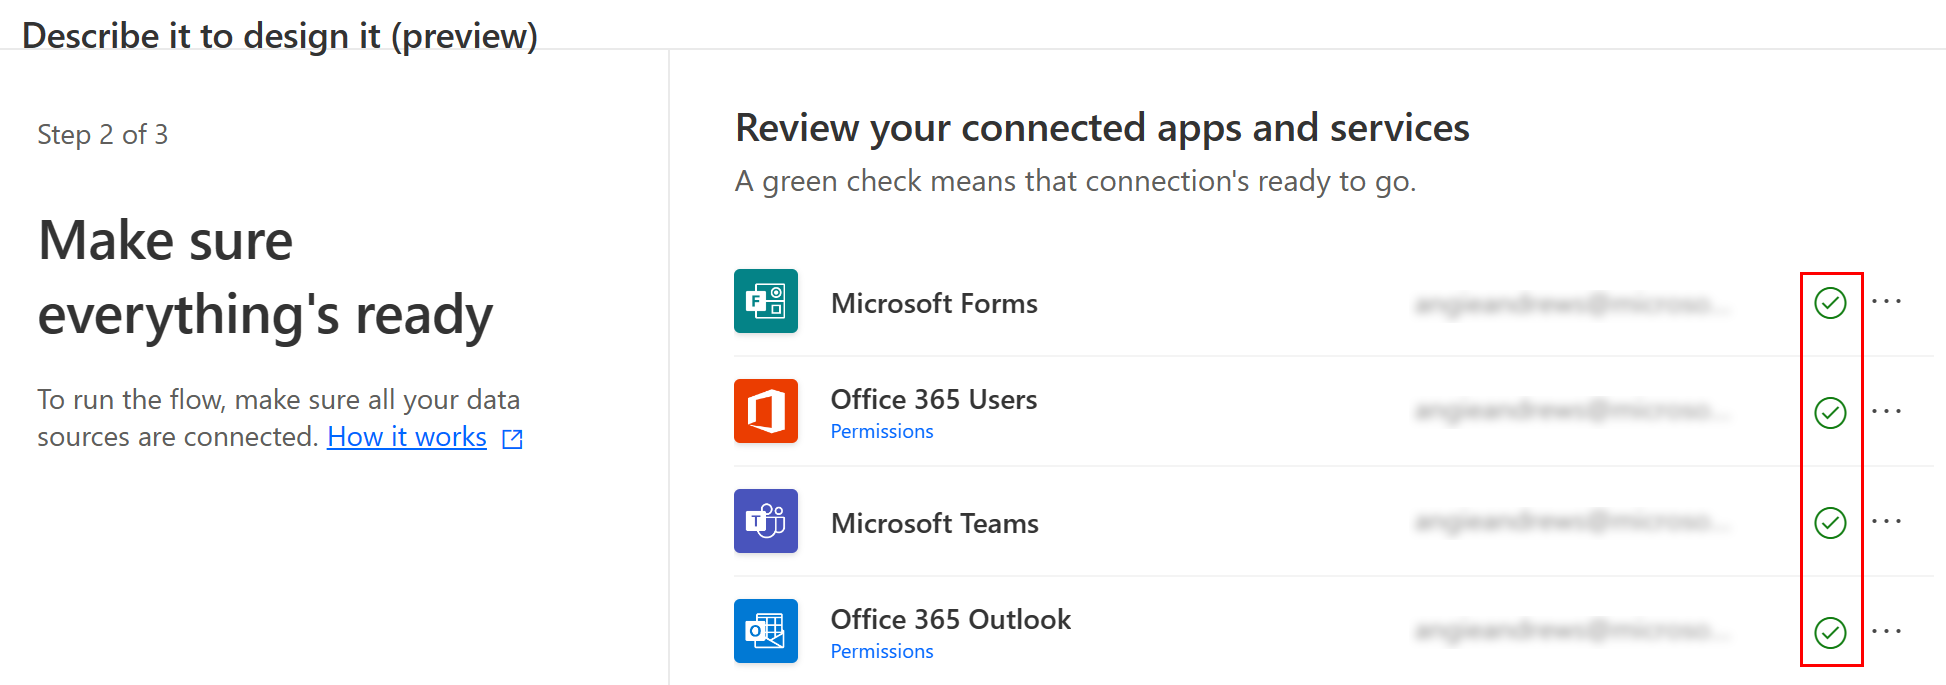 Describe it to design it (preview)
Step 2 of 3
Make sure
everything's ready
To run the flow, make sure all your data
sources are connected. How it works
Review your connected apps and services
A green check means that connection's ready to go.
F
Microsoft Forms
Office 365 Users
Permissions
T
Microsoft Teams
O
Office 365 Outlook
Permissions